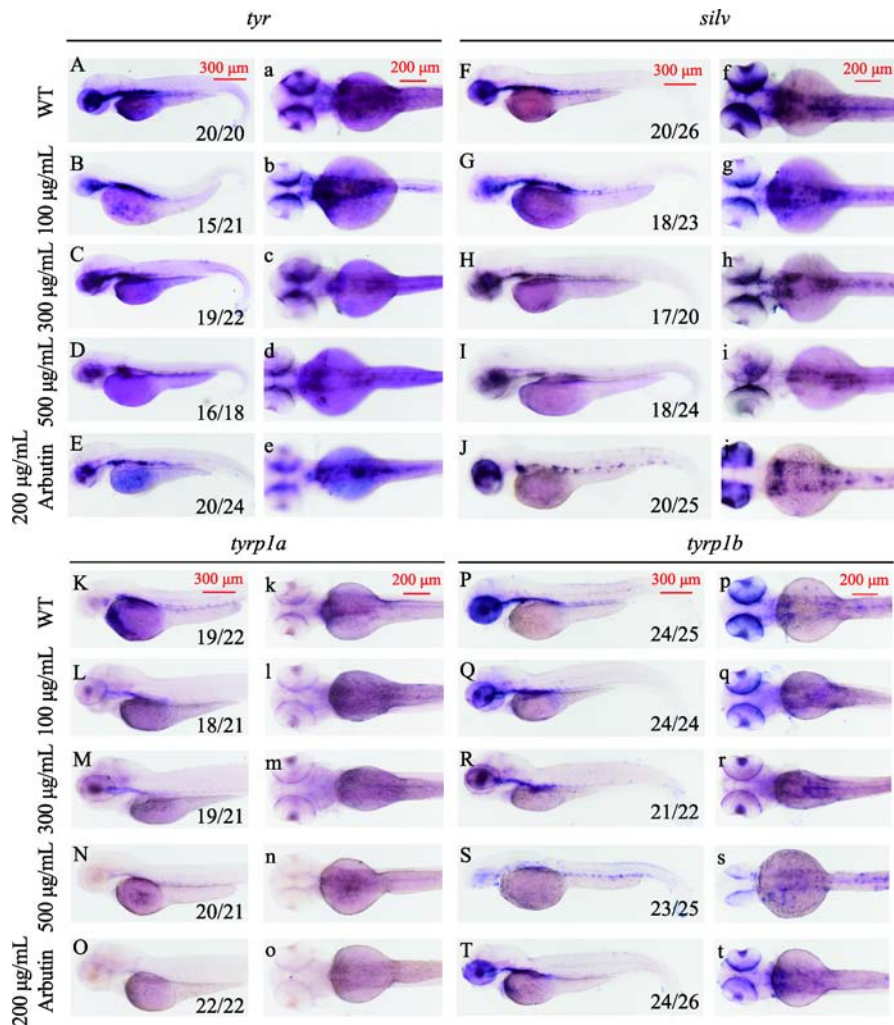 tyr silv
WT A 300 μm 20/20 a 200 μm F 300 μm 20/26 f 200 μm
100 μg/mL B 15/21 b G 18/23 g
300 μg/mL C 19/22 c H 17/20 h
500 μg/mL D 16/18 d I 18/24 i
200 μg/mL Arbutin E 20/24 e J 20/25 j
tyrp1a tyrp1b
WT K 300 μm 19/22 k 200 μm P 300 μm 24/25 p 200 μm
100 μg/mL L 18/21 l Q 24/24 q
300 μg/mL M 19/21 m R 21/22 r
500 μg/mL N 20/21 n S 23/25 s
200 μg/mL Arbutin O 22/22 o T 24/26 t